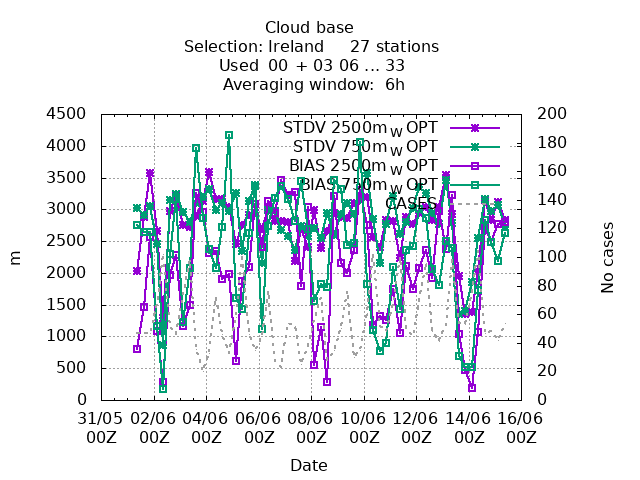 Cloud base
Selection: Ireland 27 stations
Used 00 + 03 06 ... 33
Averaging window: 6h
STDV 2500m W OPT
STDV 750m W OPT
BIAS 2500m W OPT
BIAS 750m W OPT
CASES
4500
4000
3500
3000
2500
2000
1500
1000
500
0
m
200
180
160
140
120
100
80
60
40
20
0
No cases
31/05 02/06 04/06 06/06 08/06 10/06 12/06 14/06 16/06
00Z 00Z 00Z 00Z 00Z 00Z 00Z 00Z 00Z
Date